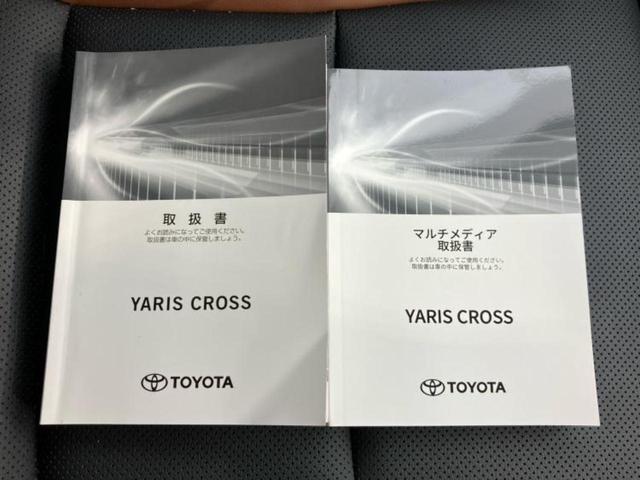 取扱書
よくお読みになってご使用ください。
取扱書は車の中に保管しましょう。
YARIS CROSS
TOYOTA
マルチメディア
取扱書
よくお読みになってご使用ください。
取扱書は車の中に保管しましょう。
YARIS CROSS
TOYOTA